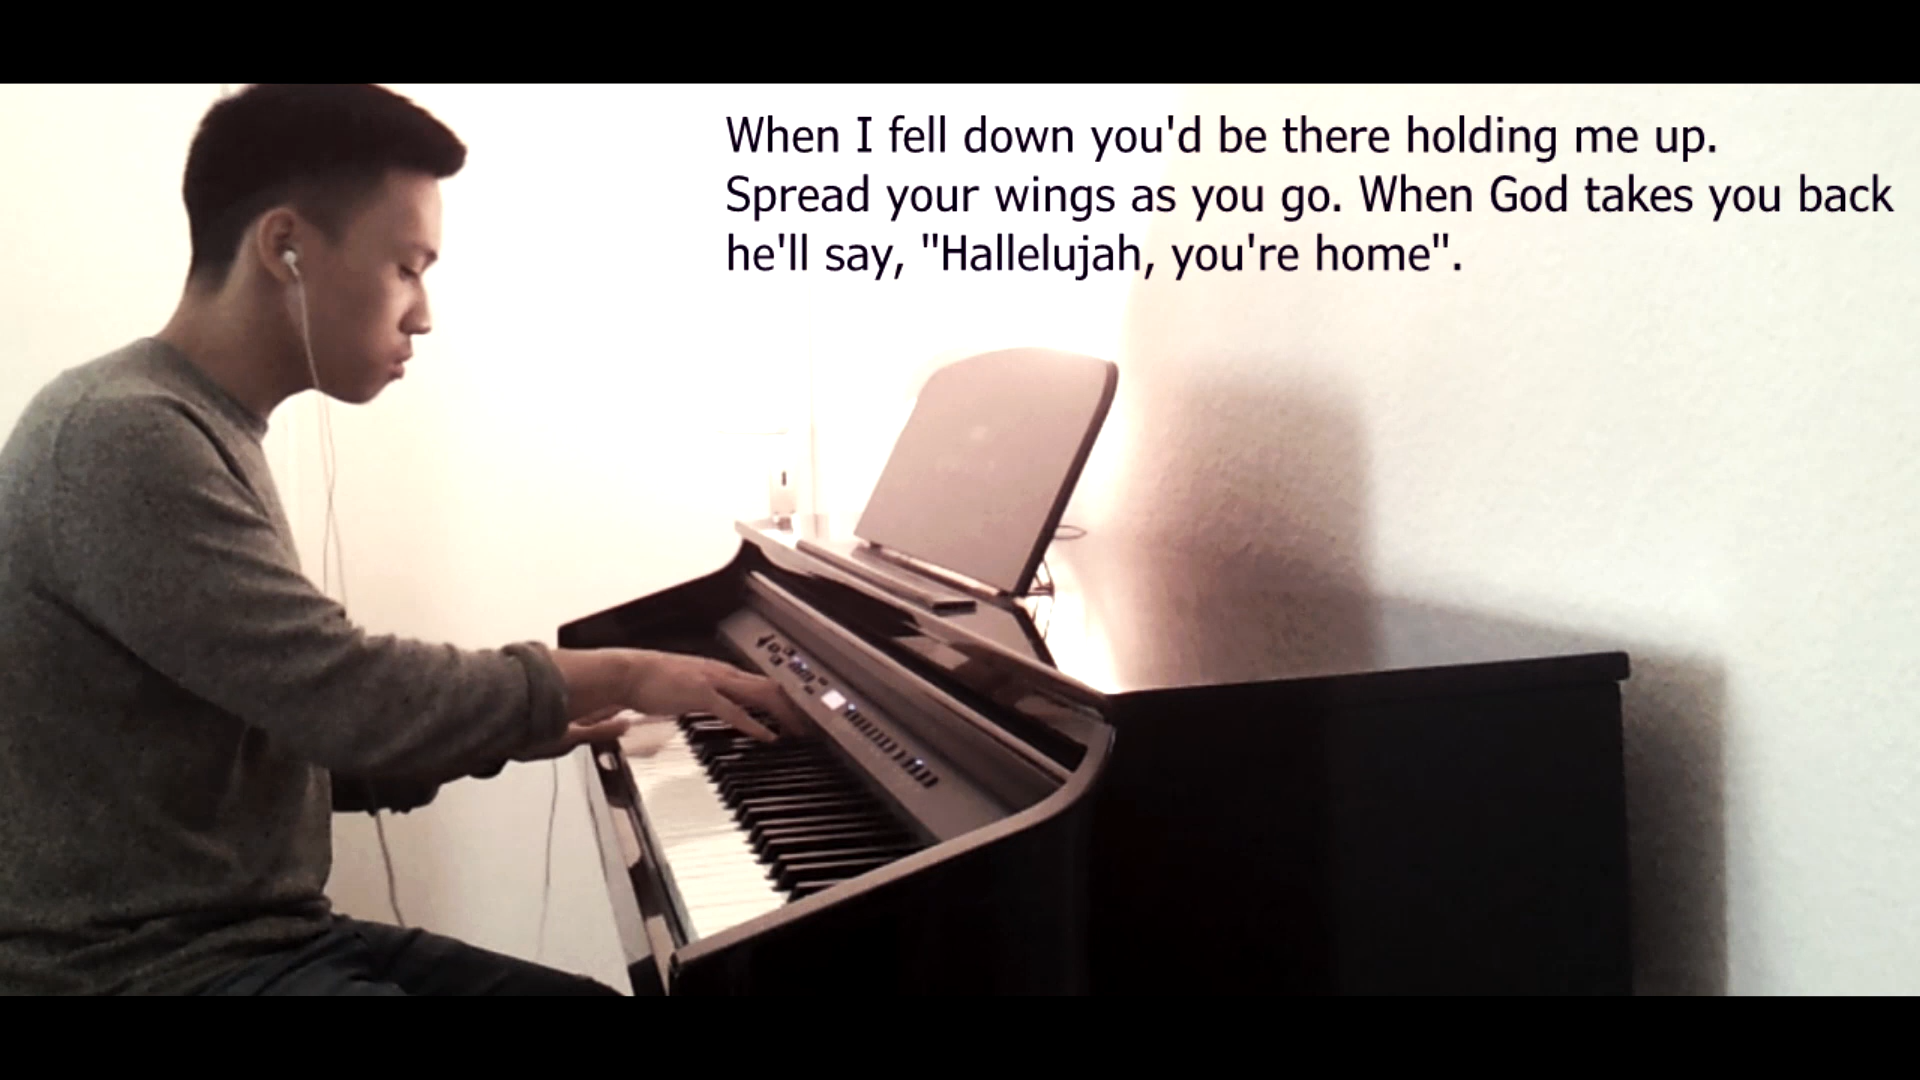 When I fell down you'd be there holding me up.
Spread your wings as you go. When God takes you back
he'll say, "Hallelujah, you're home".